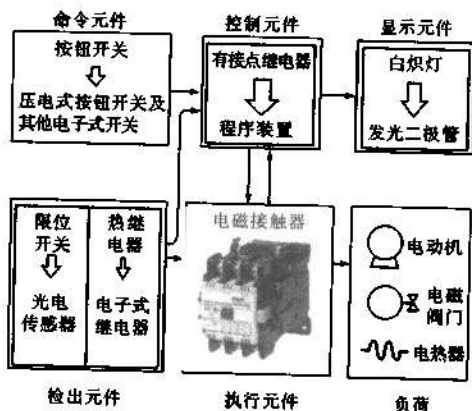 命令元件
控制元件
显示元件
按钮开关
压电式按钮开关及
其他电子式开关
有接点继电器
程序装置
白炽灯
发光二极管
限位
开关
光电
传感器
热继
电器
电子式
继电器
电磁接触器
电动机
电磁
阀门
电热器
检出元件
执行元件
负荷